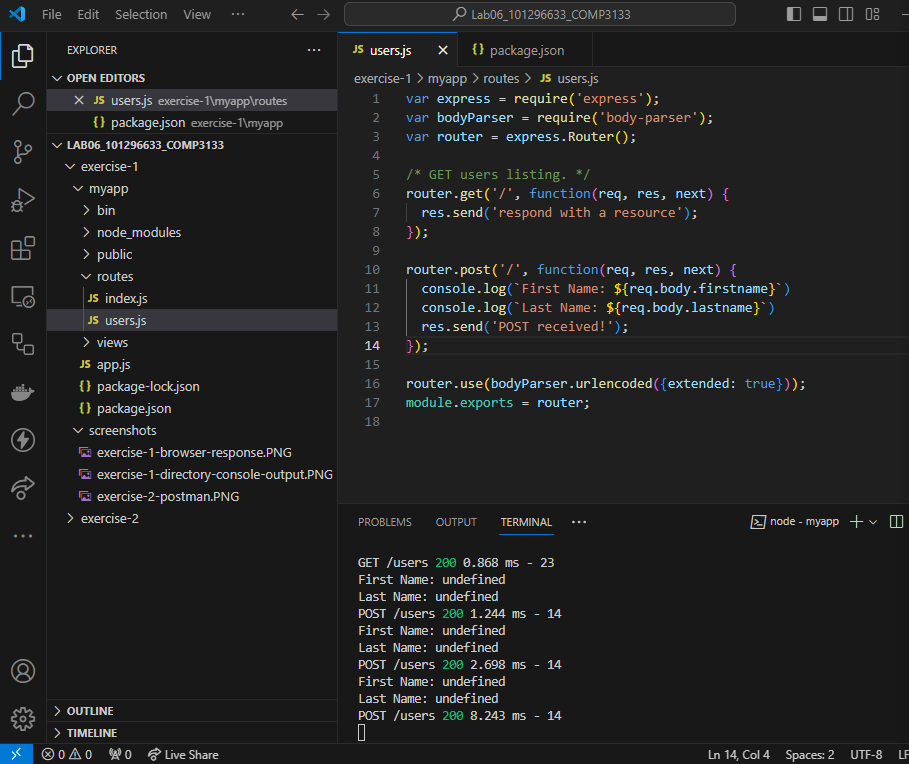 File Edit Selection View ··· Lab06_101296633_COMP3133
EXPLORER ···
OPEN EDITORS
JS users.js exercise-1\myapp\routes
{} package.json exercise-1\myapp
LAB06_101296633_COMP3133
exercise-1
myapp
bin
node_modules
public
routes
JS index.js
JS users.js
views
JS app.js
{} package-lock.json
{} package.json
screenshots
exercise-1-browser-response.PNG
exercise-1-directory-console-output.PNG
exercise-2-postman.PNG
exercise-2
OUTLINE
TIMELINE
JS users.js {} package.json
exercise-1 > myapp > routes > JS users.js
1 var express = require('express');
2 var bodyParser = require('body-parser');
3 var router = express.Router();
4
5 /* GET users listing. */
6 router.get('/', function(req, res, next) {
7 res.send('respond with a resource');
8 });
9
10 router.post('/', function(req, res, next) {
11 console.log(`First Name: ${req.body.firstname}`)
12 console.log(`Last Name: ${req.body.lastname}`)
13 res.send('POST received!');
14 });
15
16 router.use(bodyParser.urlencoded({extended: true}));
17 module.exports = router;
18
PROBLEMS OUTPUT TERMINAL ··· node - myapp
GET /users 200 0.868 ms - 23
First Name: undefined
Last Name: undefined
POST /users 200 1.244 ms - 14
First Name: undefined
Last Name: undefined
POST /users 200 2.698 ms - 14
First Name: undefined
Last Name: undefined
POST /users 200 8.243 ms - 14
0 0 0 Live Share Ln 14, Col 4 Spaces: 2 UTF-8 LF